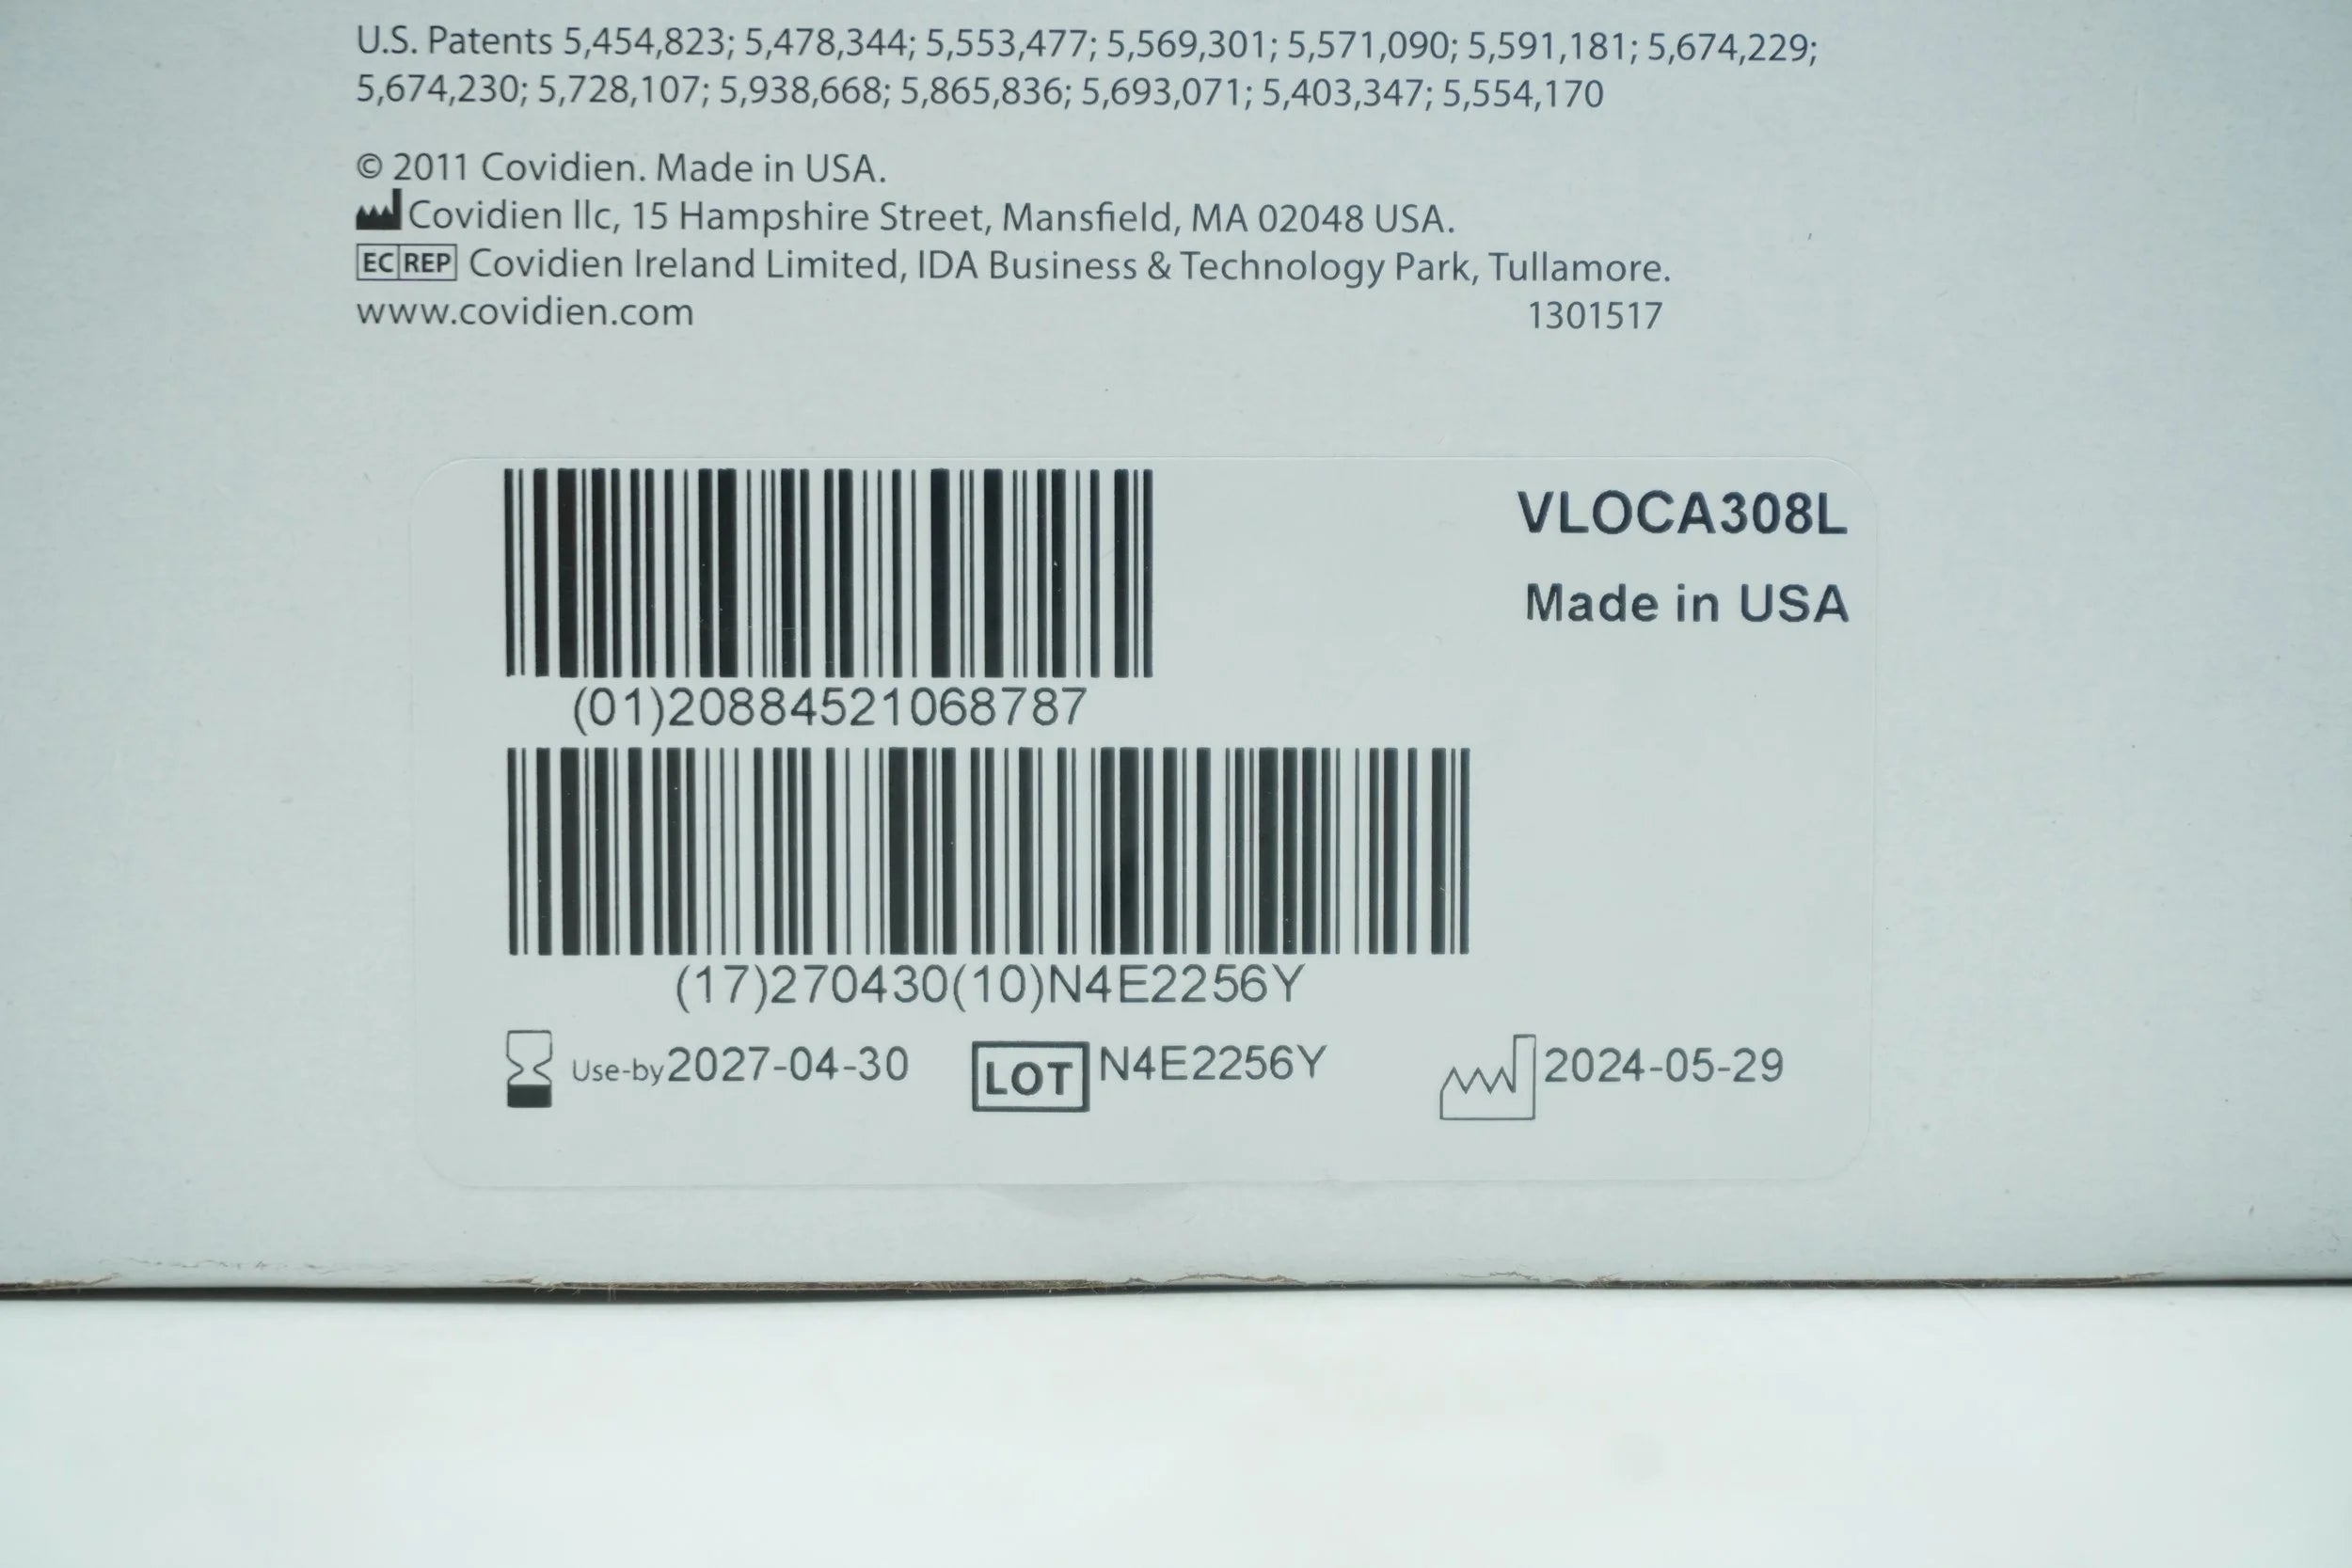 U.S. Patents 5,454,823; 5,478,344; 5,553,477; 5,569,301; 5,571,090; 5,591,181; 5,674,229;
5,674,230; 5,728,107; 5,938,668; 5,865,836; 5,693,071; 5,403,347; 5,554,170
© 2011 Covidien. Made in USA.
Covidien llc, 15 Hampshire Street, Mansfield, MA 02048 USA.
EC REP Covidien Ireland Limited, IDA Business & Technology Park, Tullamore.
www.covidien.com 1301517
VLOCA308L
Made in USA
(01)20884521068787
(17)270430(10)N4E2256Y
Use-by 2027-04-30 LOT N4E2256Y 2024-05-29